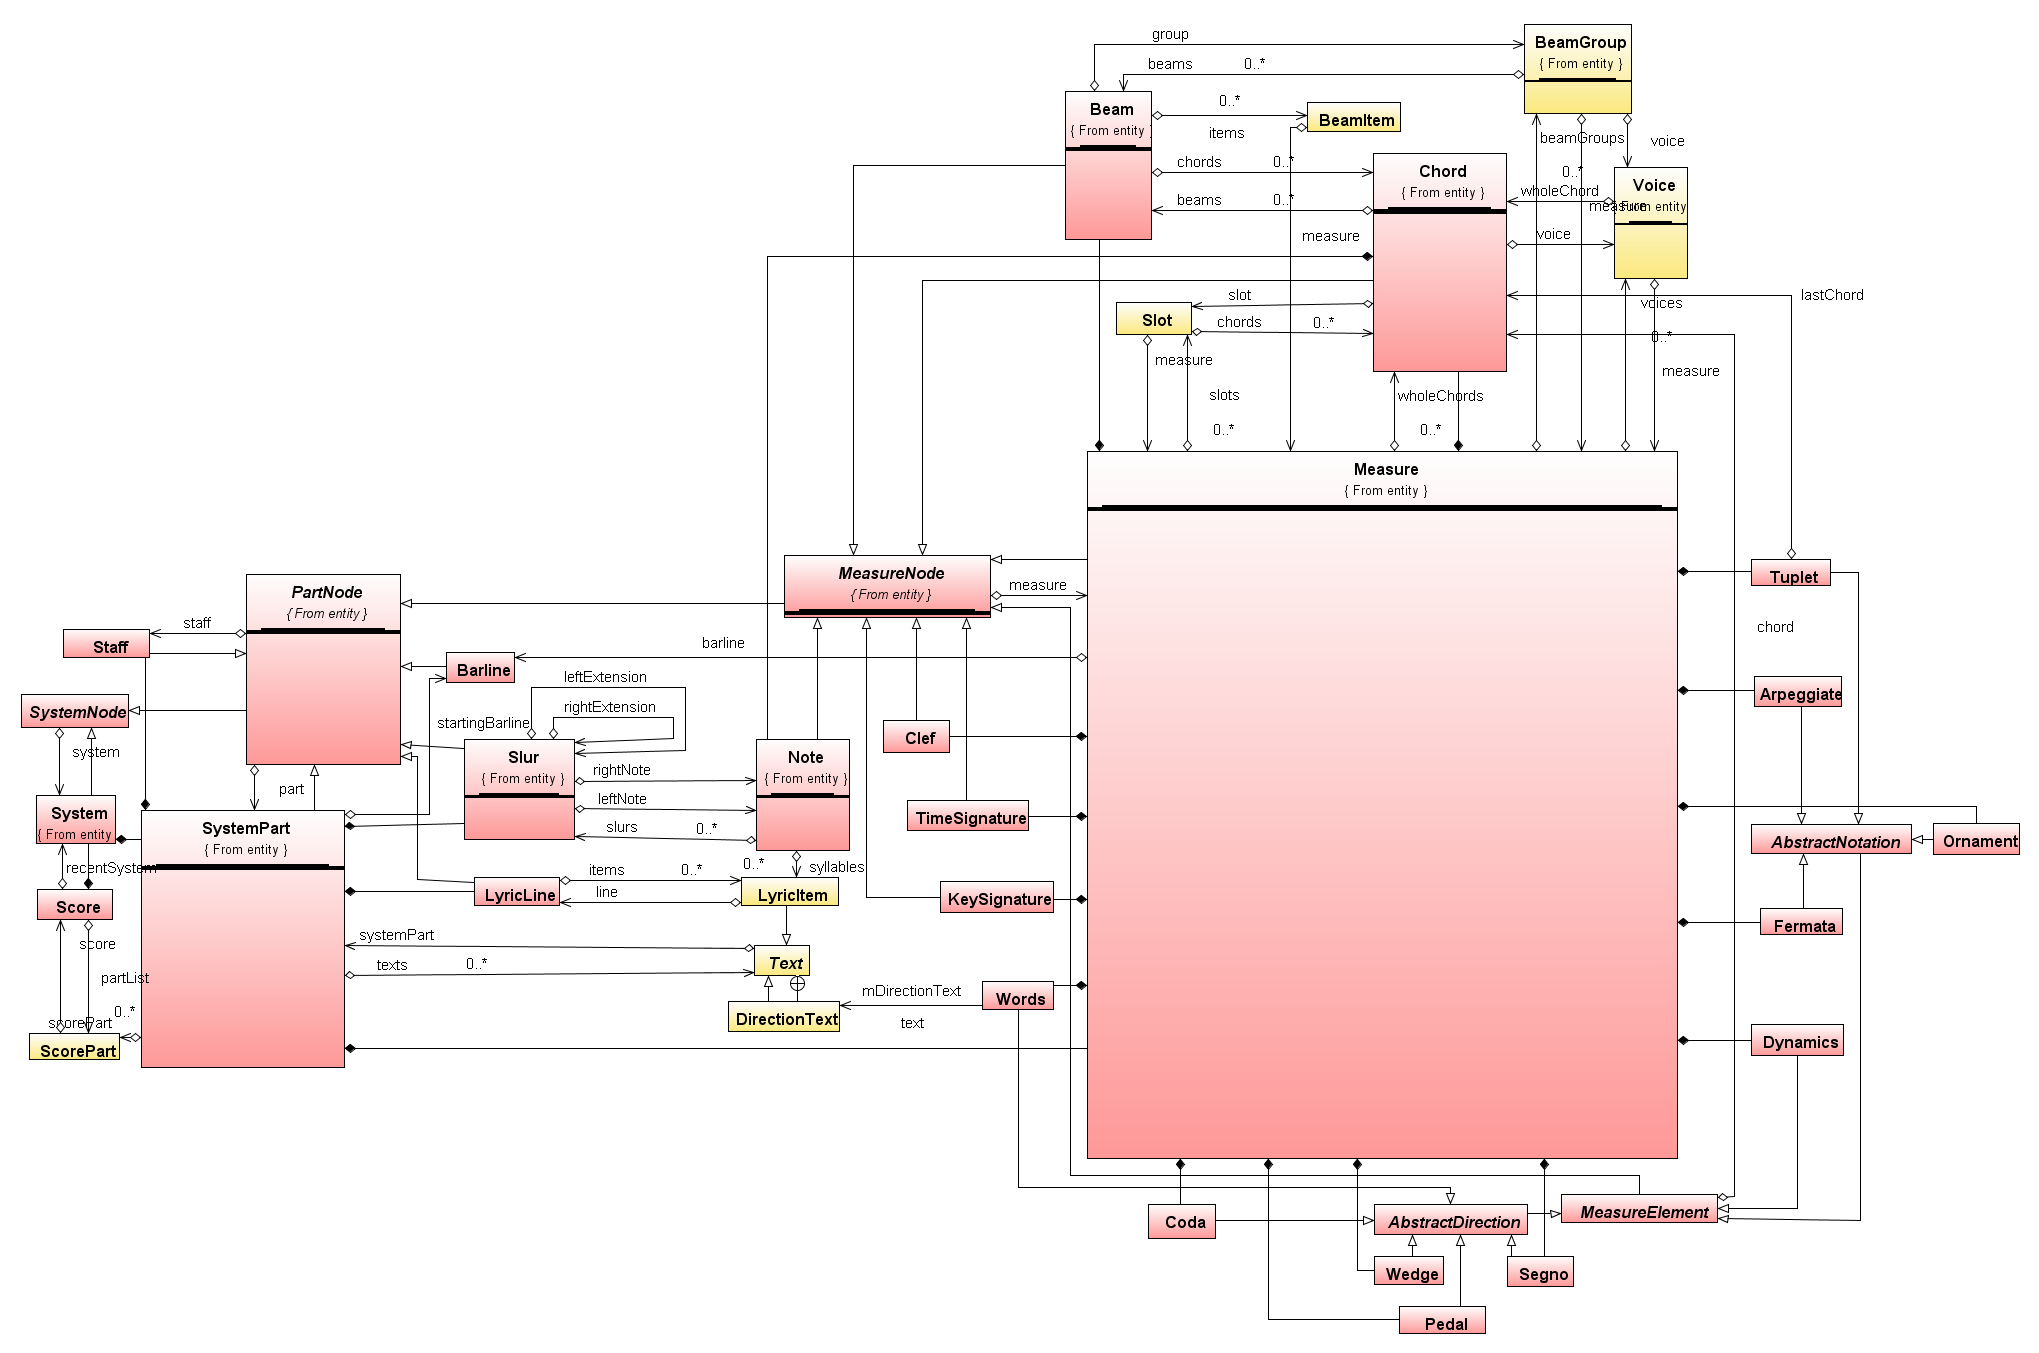 group
BeamGroup
{ From entity }
beams 0..*
Beam
{ From entity
0..*
items
BeamItem
beamGroups
0..*
voice
chords 0..*
beams 0..*
Chord
{ From entity }
wholeChord
measure
Voice
From entity
voice
measure
slot
Slot
chords 0..*
measure
slots
0..*
wholeChords
0..*
voices
0..*
measure
lastChord
Measure
{ From entity }
MeasureNode
{ From entity }
measure
Tuplet
chord
PartNode
{ From entity }
staff
Staff
barline
Barline
leftExtension
rightExtension
startingBarline
SystemNode
system
part
Slur
{ From entity }
rightNote
leftNote
slurs 0..*
Note
{ From entity }
Clef
Arpeggiate
System
{ From entity
SystemPart
{ From entity }
TimeSignature
AbstractNotation
Ornament
recentSystem
items 0..*
0..*
syllables
LyricLine
line
LyricItem
KeySignature
Fermata
Score
score
systemPart
texts 0..*
Text
partList
0..*
scorePart
ScorePart
DirectionText
mDirectionText
text
Words
Dynamics
Coda
AbstractDirection
MeasureElement
Wedge
Segno
Pedal